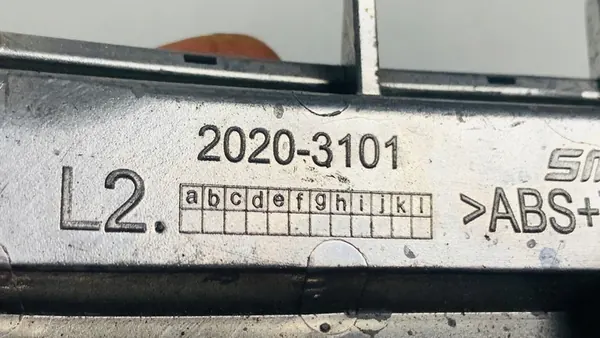 2020-3101
L2. a b c d e f g h i j k l >ABS+